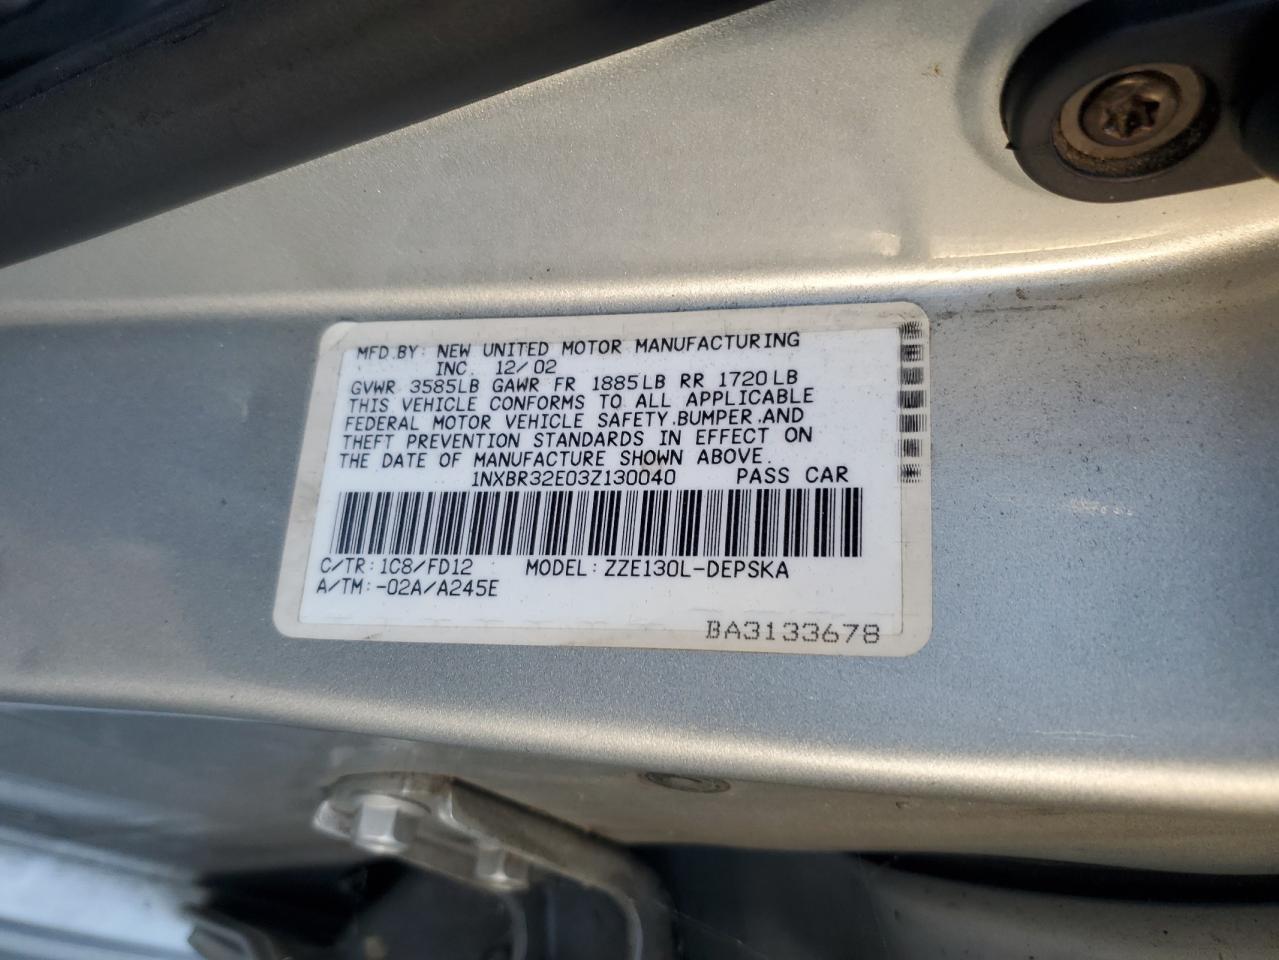 MFD.BY: NEW UNITED MOTOR MANUFACTURING
INC. 12/02
GVWR 3585LB GAWR FR 1885LB RR 1720LB
THIS VEHICLE CONFORMS TO ALL APPLICABLE
FEDERAL MOTOR VEHICLE SAFETY,BUMPER,AND
THEFT PREVENTION STANDARDS IN EFFECT ON
THE DATE OF MANUFACTURE SHOWN ABOVE.
1NXBR32E03Z130040 PASS CAR
C/TR:1C8/FD12 MODEL:ZZE130L-DEPSKA
A/TM:-02A/A245E
BA3133678